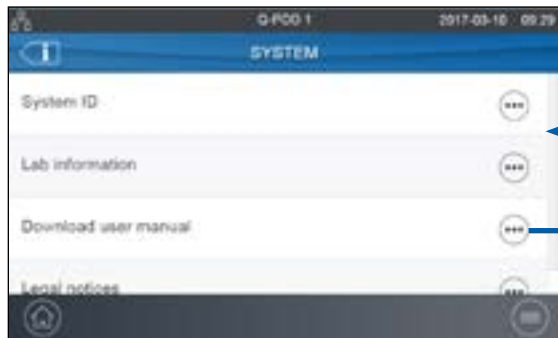 Q-POD 1 2017-03-10 09:29
SYSTEM
System ID
Lab information
Download user manual
Legal notices